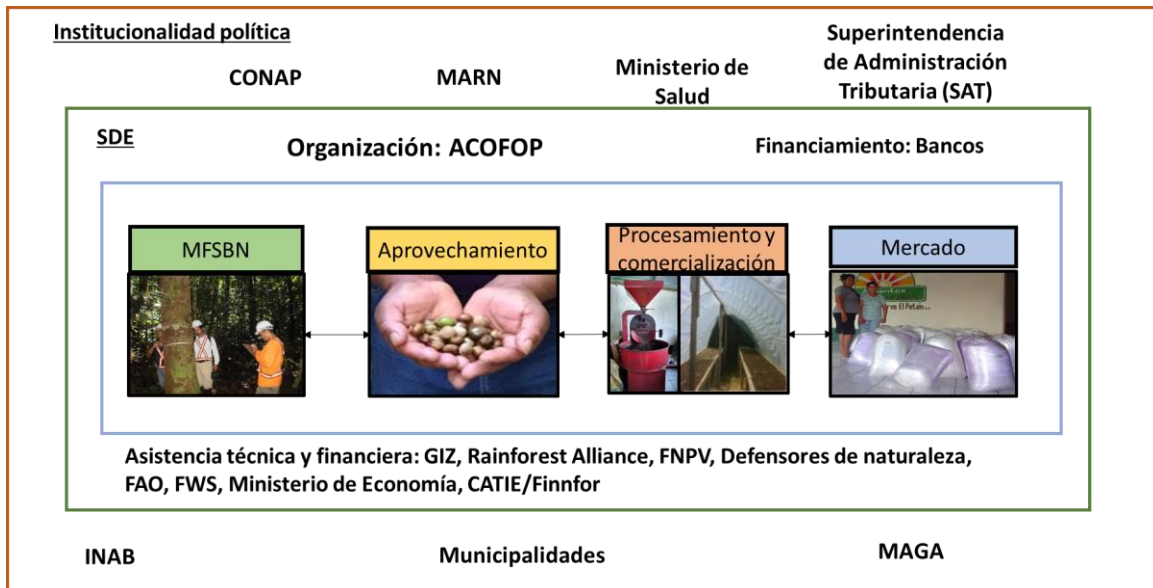 Institucionalidad política
CONAP
MARN
Ministerio de
Salud
Superintendencia
de Administración
Tributaria (SAT)
SDE
Organización: ACOFOP
Financiamiento: Bancos
MFSBN
Aprovechamiento
Procesamiento y
comercialización
Mercado
Asistencia técnica y financiera: GIZ, Rainforest Alliance, FNPV, Defensores de naturaleza,
FAO, FWS, Ministerio de Economía, CATIE/Finnfor
INAB
Municipalidades
MAGA